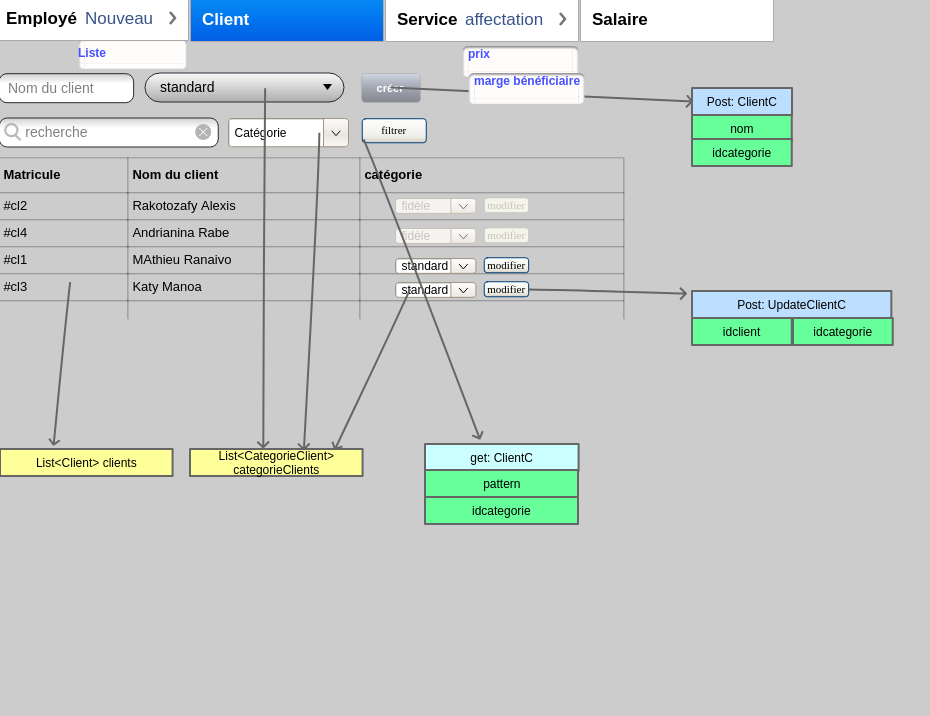 Employé Nouveau Client Service affectation Salaire
Liste
prix
marge bénéficiaire
Nom du client standard créer
Post: ClientC
nom
idcategorie
recherche Catégorie filtrer
Matricule Nom du client catégorie
#cl2 Rakotozafy Alexis fidèle modifier
#cl4 Andrianina Rabe fidèle modifier
#cl1 MAthieu Ranaivo standard modifier
#cl3 Katy Manoa standard modifier
Post: UpdateClientC
idclient idcategorie
List<Client> clients
List<CategorieClient>
categorieClients
get: ClientC
pattern
idcategorie